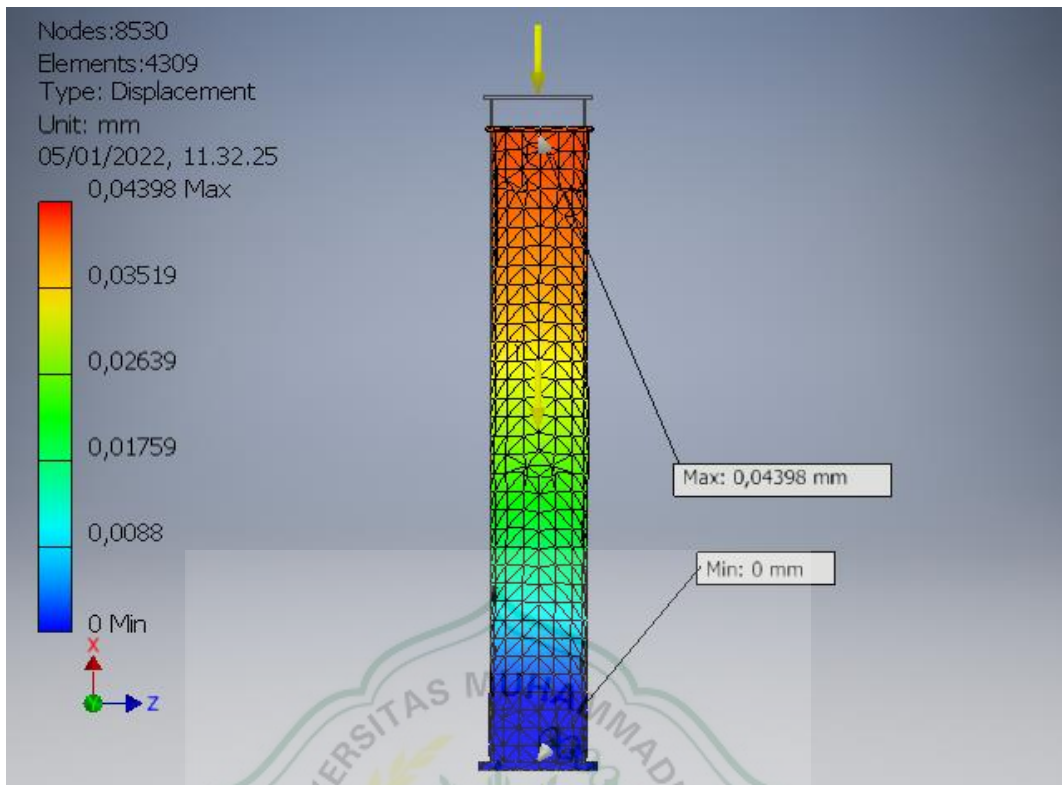 Nodes:8530
Elements:4309
Type: Displacement
Unit: mm
05/01/2022, 11.32.25
0,04398 Max
0,03519
0,02639
0,01759
0,0088
0 Min
X
Z
Max: 0,04398 mm
Min: 0 mm